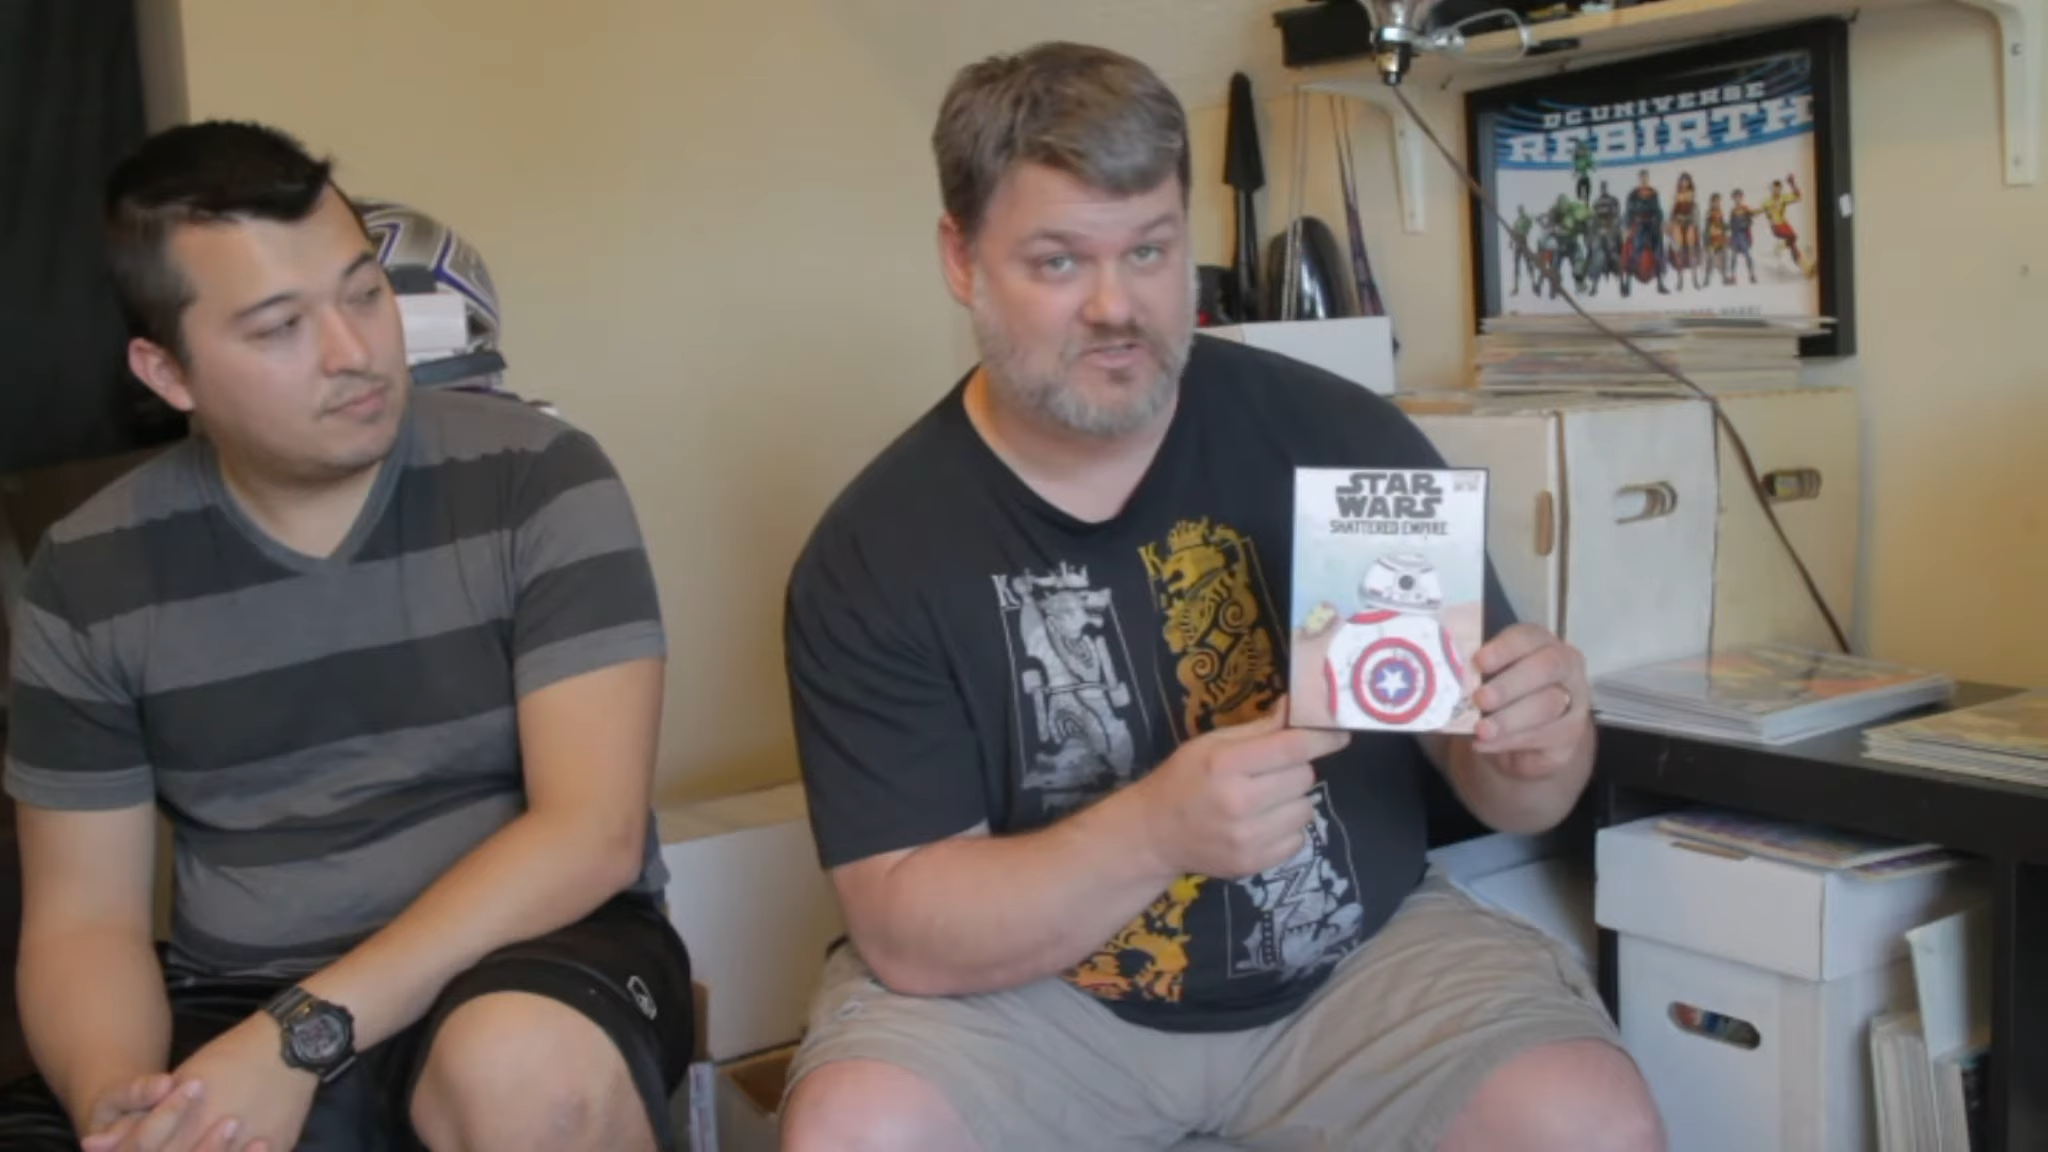 DC UNIVERSE
REBIRTH
STAR
WARS
SHATTERED EMPIRE
K
K